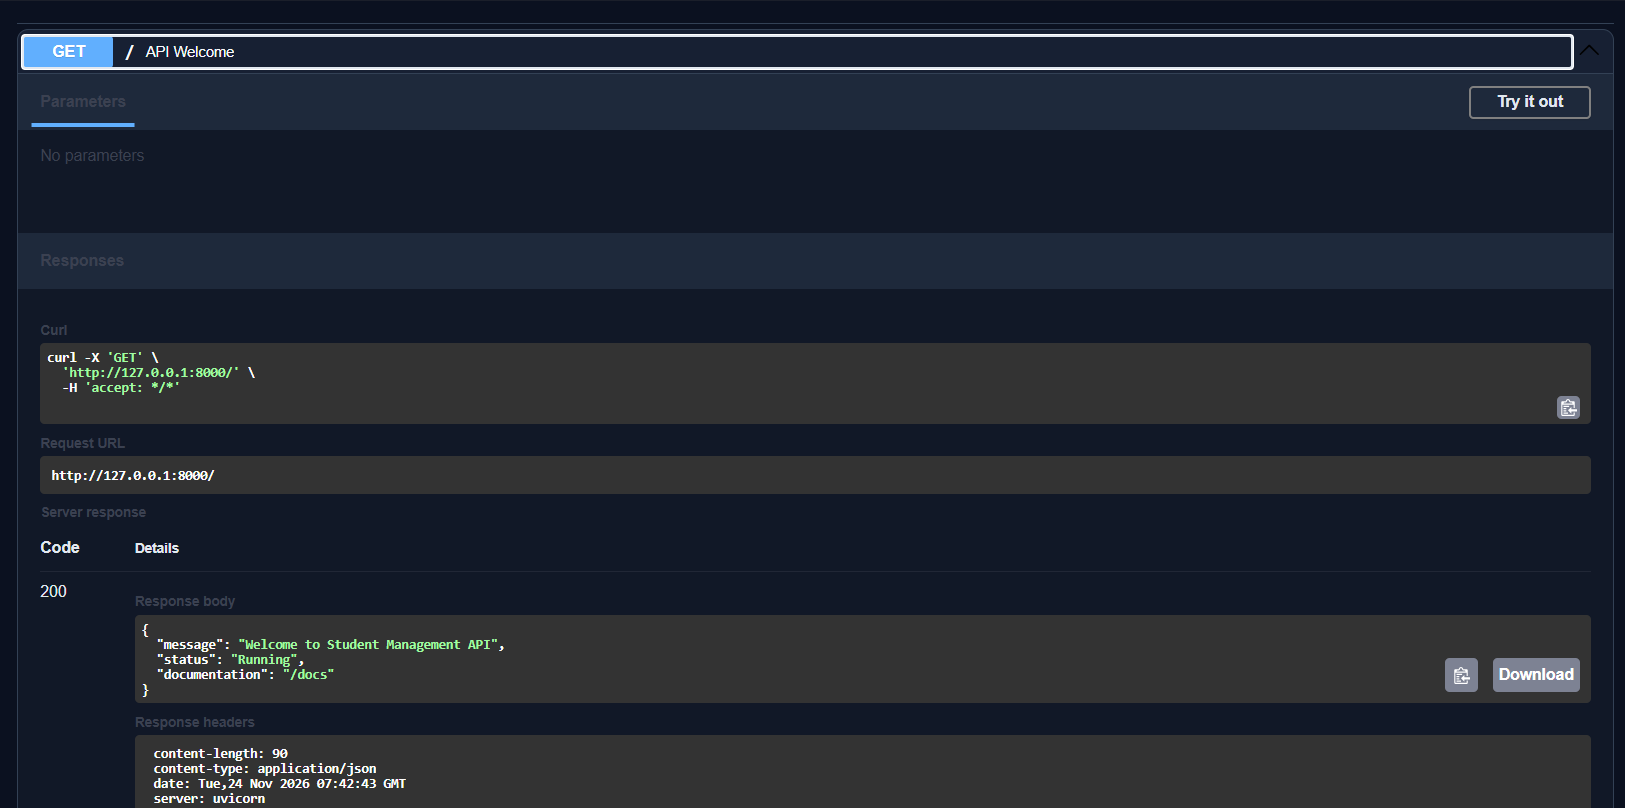 GET / API Welcome
Parameters
Try it out
No parameters
Responses
Curl
curl -X 'GET' \
  'http://127.0.0.1:8000/' \
  -H 'accept: */*'
Request URL
http://127.0.0.1:8000/
Server response
Code Details
200
Response body
{
  "message": "Welcome to Student Management API",
  "status": "Running",
  "documentation": "/docs"
}
Download
Response headers
content-length: 90
content-type: application/json
date: Tue,24 Nov 2026 07:42:43 GMT
server: uvicorn